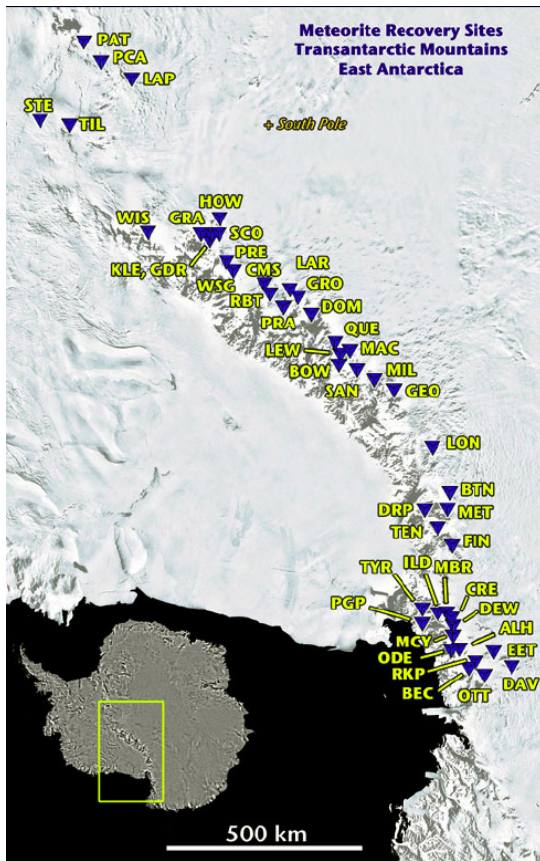 Meteorite Recovery Sites
Transantarctic Mountains
East Antarctica
PAT
PCA
LAP
STE
TIL
+ South Pole
HOW
WIS
GRA
SCO
KLE, GDR
PRE
CMS
LAR
WSG
GRO
RBT
DOM
PRA
QUE
LEW
MAC
BOW
MIL
SAN
GEO
LON
BTN
DRP
MET
TEN
FIN
ILD
MBR
TYR
CRE
PGP
DEW
ALH
MCY
EET
ODE
RKP
DAV
BEC
OTT
500 km